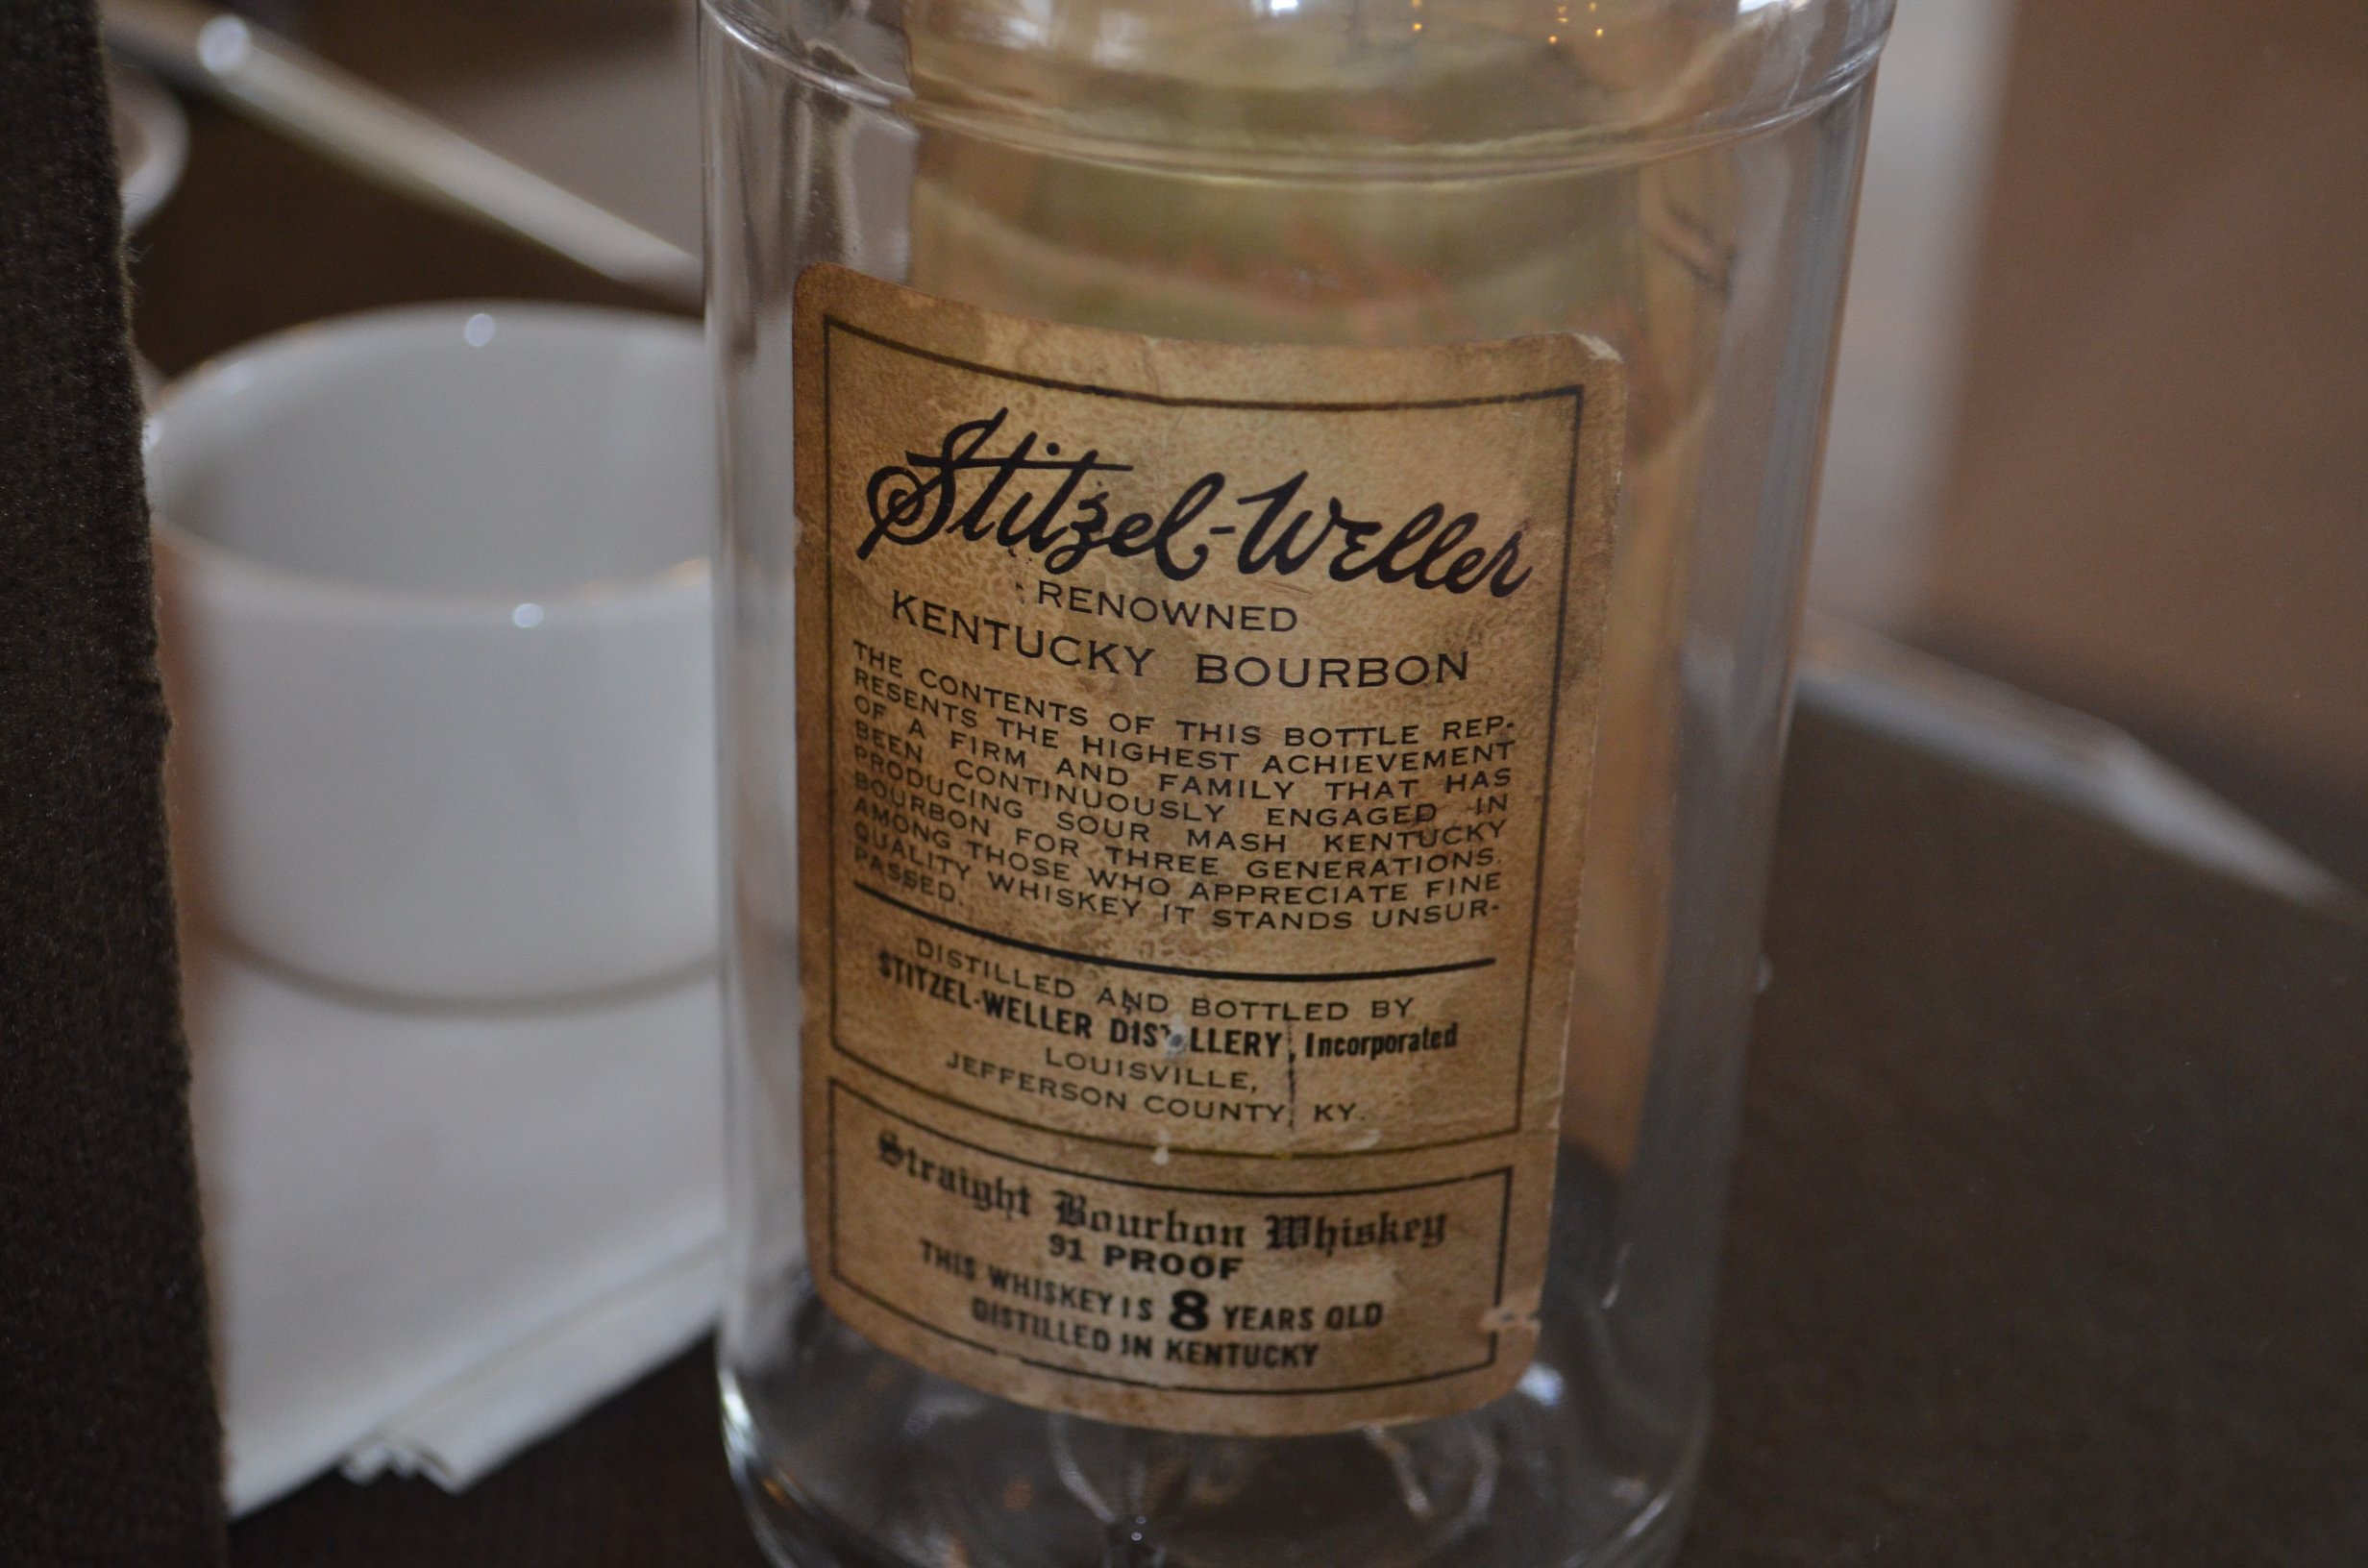 Stitzel-Weller
RENOWNED
KENTUCKY BOURBON
THE CONTENTS OF THIS BOTTLE REP-
RESENTS THE HIGHEST ACHIEVEMENT
OF A FIRM AND FAMILY THAT HAS
BEEN CONTINUOUSLY ENGAGED IN
PRODUCING SOUR MASH KENTUCKY
BOURBON FOR THREE GENERATIONS.
AMONG THOSE WHO APPRECIATE FINE
QUALITY WHISKEY IT STANDS UNSUR-
PASSED.
DISTILLED AND BOTTLED BY
STITZEL-WELLER DISTILLERY, Incorporated
LOUISVILLE,
JEFFERSON COUNTY, KY.
Straight Bourbon Whiskey
91 PROOF
THIS WHISKEY IS 8 YEARS OLD
DISTILLED IN KENTUCKY